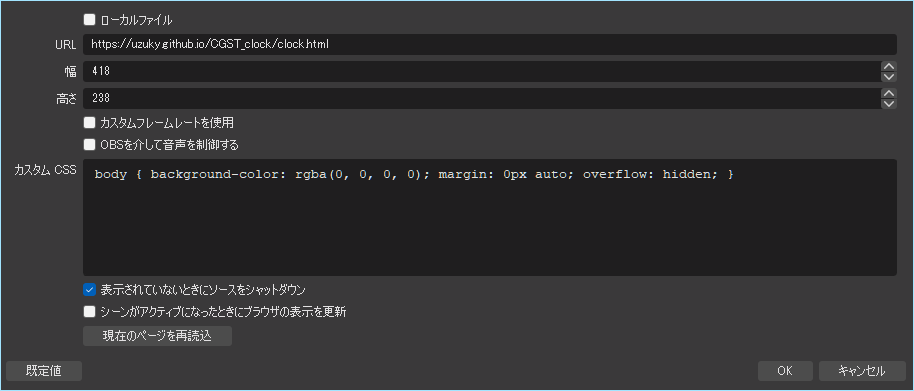 ローカルファイル
URL https://uzuky.github.io/CGST_clock/clock.html
幅 418
高さ 238
カスタムフレームレートを使用
OBSを介して音声を制御する
カスタム CSS body { background-color: rgba(0, 0, 0, 0); margin: 0px auto; overflow: hidden; }
表示されていないときにソースをシャットダウン
シーンがアクティブになったときにブラウザの表示を更新
現在のページを再読込
既定値 OK キャンセル